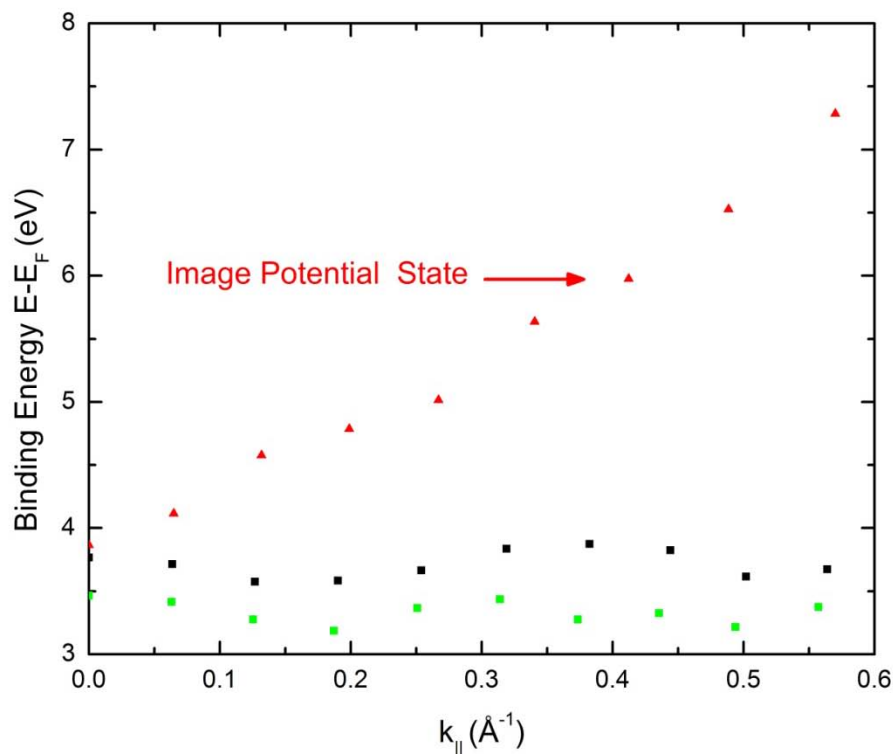 8
7
6
5
4
3
Binding Energy E-E_F (eV)
Image Potential State
0.0 0.1 0.2 0.3 0.4 0.5 0.6
k_|| (Å⁻¹)